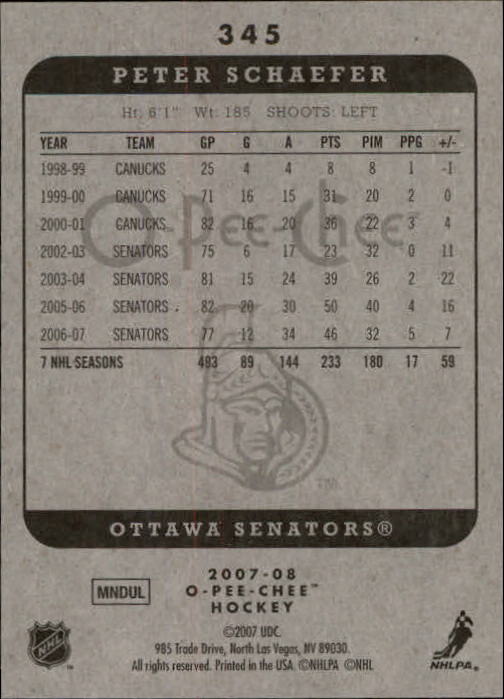 345
PETER SCHAEFER
HT: 6'1" WT: 185 SHOOTS: LEFT
YEAR TEAM GP G A PTS PIM PPG +/-
1998-99 CANUCKS 25 4 4 8 8 1 -1
1999-00 CANUCKS 71 16 15 31 20 2 0
2000-01 CANUCKS 82 16 20 36 22 3 4
2002-03 SENATORS 75 6 17 23 32 0 11
2003-04 SENATORS 81 15 24 39 26 2 22
2005-06 SENATORS 82 20 30 50 40 4 16
2006-07 SENATORS 77 12 34 46 32 5 7
7 NHL SEASONS 493 89 144 233 180 17 59
O-Pee-Chee
TM
OTTAWA SENATORS®
2007-08
MNDUL
O-PEE-CHEE™
HOCKEY
©2007 UDC.
985 Trade Drive, North Las Vegas, NV 89030.
All rights reserved. Printed in the USA. ©NHLPA ©NHL
NHL
NHLPA®